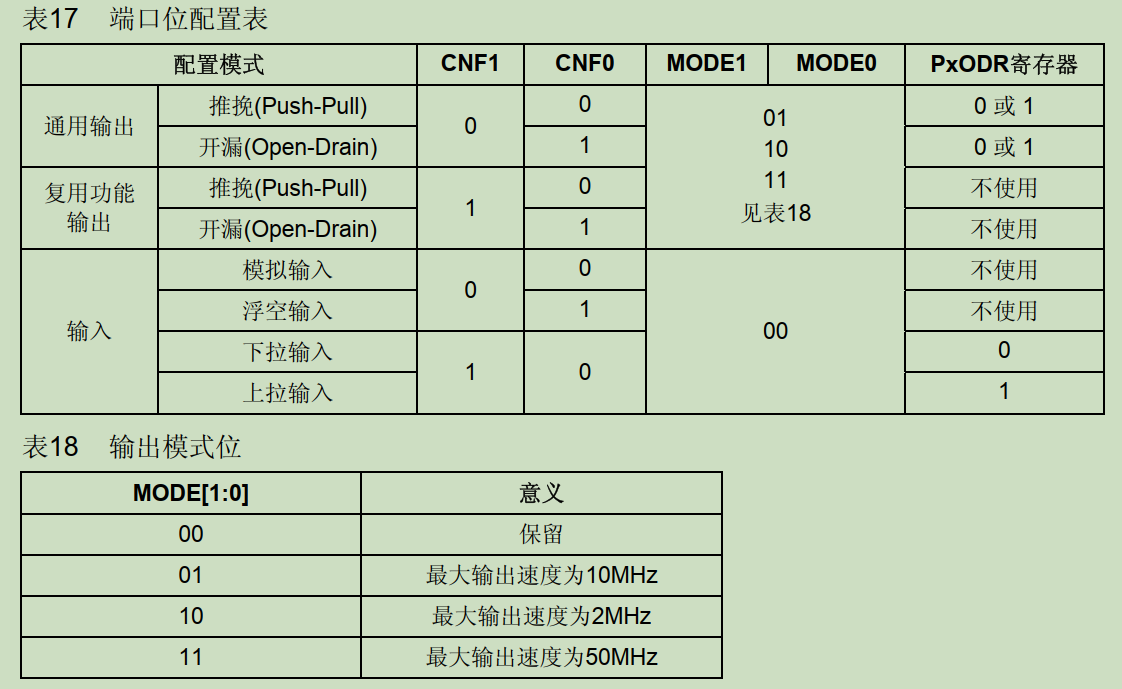 表17 端口位配置表
配置模式 CNF1 CNF0 MODE1 MODE0 PxODR寄存器
通用输出 推挽(Push-Pull) 0 0 01 10 11 见表18 0 或 1
开漏(Open-Drain) 1 0 或 1
复用功能输出 推挽(Push-Pull) 1 0 不使用
开漏(Open-Drain) 1 不使用
输入 模拟输入 0 0 00 不使用
浮空输入 1 不使用
下拉输入 1 0 0
上拉输入 1
表18 输出模式位
MODE[1:0] 意义
00 保留
01 最大输出速度为10MHz
10 最大输出速度为2MHz
11 最大输出速度为50MHz